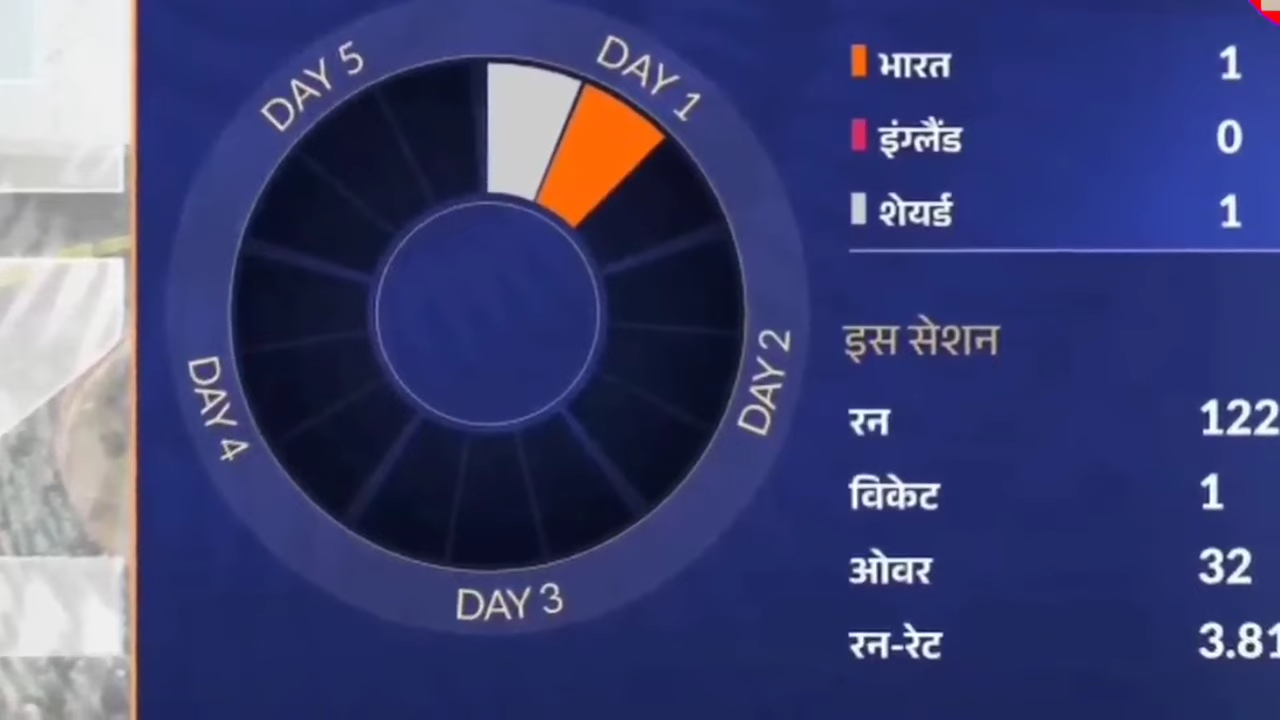 DAY 1
DAY 2
DAY 3
DAY 4
DAY 5
भारत 1
इंग्लैंड 0
शेयर्ड 1
इस सेशन
रन 122
विकेट 1
ओवर 32
रन-रेट 3.81